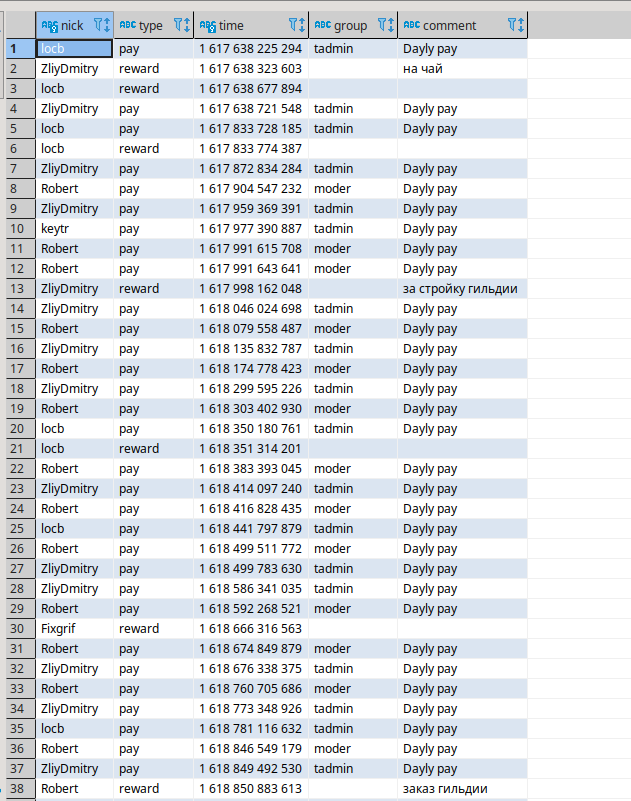 nick type time group comment
1 locb pay 1 617 638 225 294 tadmin Dayly pay
2 ZliyDmitry reward 1 617 638 323 603 на чай
3 locb reward 1 617 638 677 894
4 ZliyDmitry pay 1 617 638 721 548 tadmin Dayly pay
5 locb pay 1 617 833 728 185 tadmin Dayly pay
6 locb reward 1 617 833 774 387
7 ZliyDmitry pay 1 617 872 834 284 tadmin Dayly pay
8 Robert pay 1 617 904 547 232 moder Dayly pay
9 ZliyDmitry pay 1 617 959 369 391 tadmin Dayly pay
10 keytr pay 1 617 977 390 887 tadmin Dayly pay
11 Robert pay 1 617 991 615 708 moder Dayly pay
12 Robert pay 1 617 991 643 641 moder Dayly pay
13 ZliyDmitry reward 1 617 998 162 048 за стройку гильдии
14 ZliyDmitry pay 1 618 046 024 698 tadmin Dayly pay
15 Robert pay 1 618 079 558 487 moder Dayly pay
16 ZliyDmitry pay 1 618 135 832 787 tadmin Dayly pay
17 Robert pay 1 618 174 778 423 moder Dayly pay
18 ZliyDmitry pay 1 618 299 595 226 tadmin Dayly pay
19 Robert pay 1 618 303 402 930 moder Dayly pay
20 locb pay 1 618 350 180 761 tadmin Dayly pay
21 locb reward 1 618 351 314 201
22 Robert pay 1 618 383 393 045 moder Dayly pay
23 ZliyDmitry pay 1 618 414 097 240 tadmin Dayly pay
24 Robert pay 1 618 416 828 435 moder Dayly pay
25 locb pay 1 618 441 797 879 tadmin Dayly pay
26 Robert pay 1 618 499 511 772 moder Dayly pay
27 ZliyDmitry pay 1 618 499 783 630 tadmin Dayly pay
28 ZliyDmitry pay 1 618 586 341 035 tadmin Dayly pay
29 Robert pay 1 618 592 268 521 moder Dayly pay
30 Fixgrif reward 1 618 666 316 563
31 Robert pay 1 618 674 849 879 moder Dayly pay
32 ZliyDmitry pay 1 618 676 338 375 tadmin Dayly pay
33 Robert pay 1 618 760 705 686 moder Dayly pay
34 ZliyDmitry pay 1 618 773 348 926 tadmin Dayly pay
35 locb pay 1 618 781 116 632 tadmin Dayly pay
36 Robert pay 1 618 846 549 179 moder Dayly pay
37 ZliyDmitry pay 1 618 849 492 530 tadmin Dayly pay
38 Robert reward 1 618 850 883 613 заказ гильдии